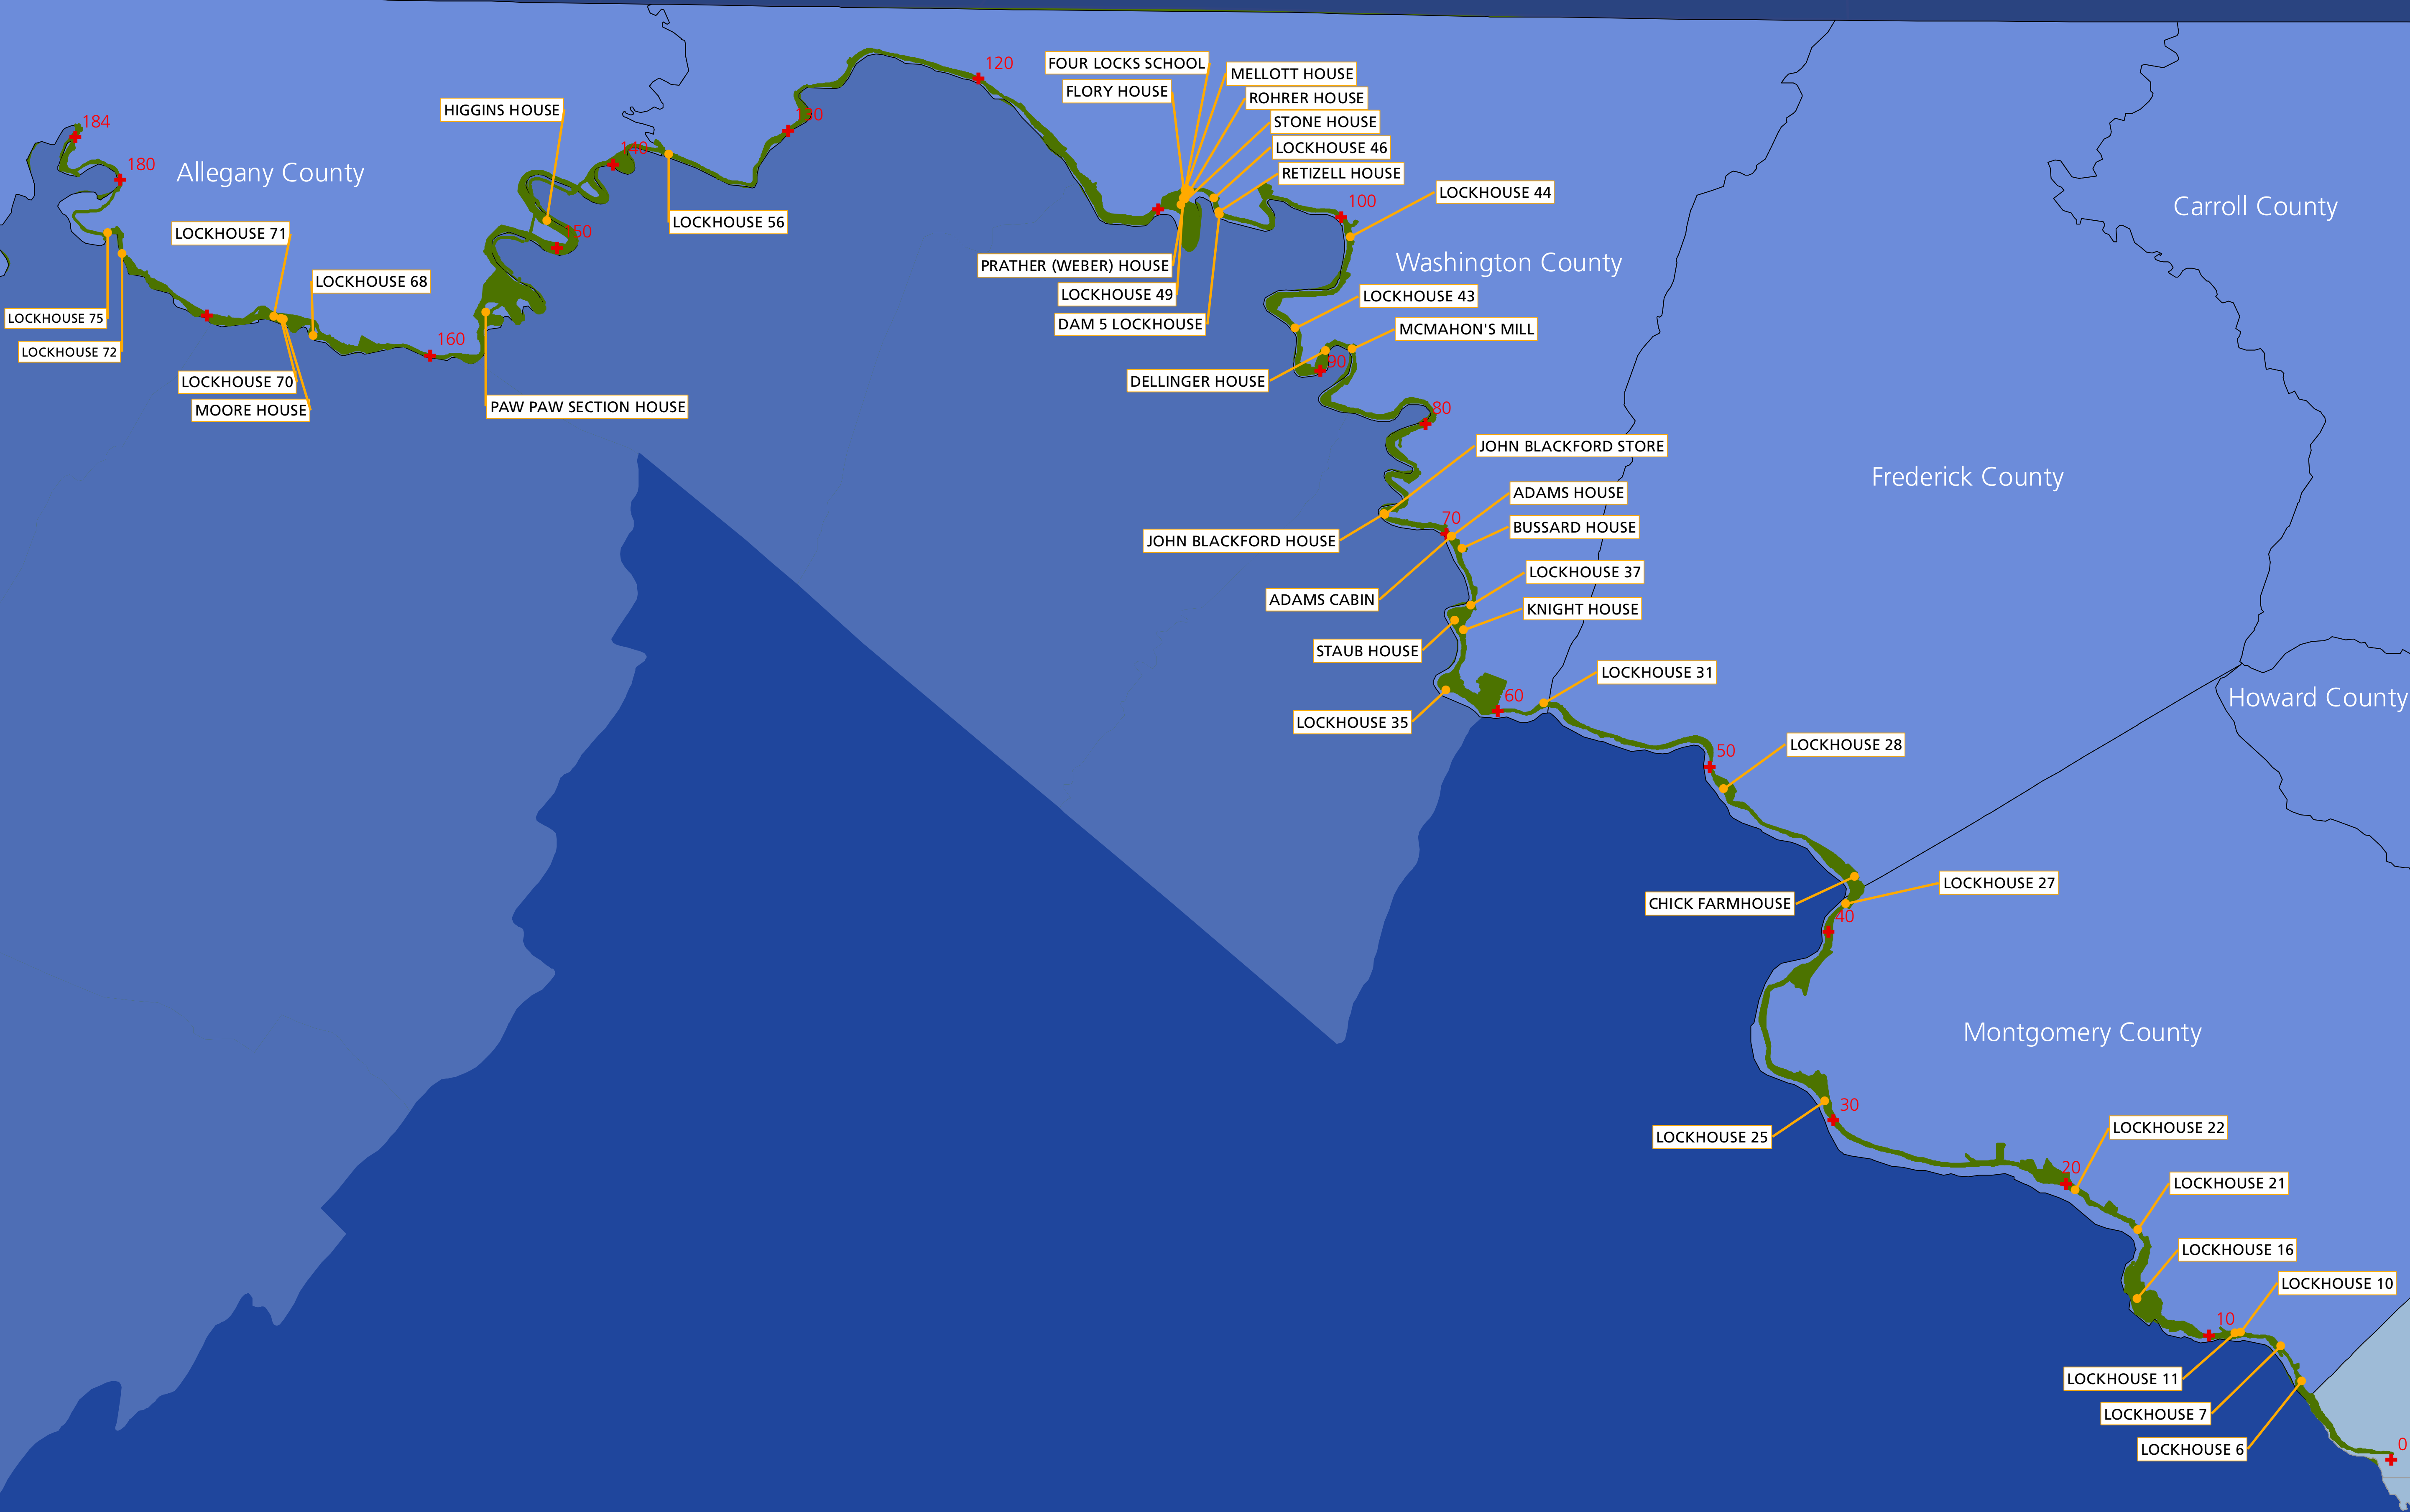 120
FOUR LOCKS SCHOOL
MELLOTT HOUSE
FLORY HOUSE
ROHRER HOUSE
HIGGINS HOUSE
184
STONE HOUSE
140
LOCKHOUSE 46
180
Allegany County
RETIZELL HOUSE
LOCKHOUSE 44
100
Carroll County
LOCKHOUSE 56
LOCKHOUSE 71
150
PRATHER (WEBER) HOUSE
Washington County
LOCKHOUSE 68
LOCKHOUSE 49
LOCKHOUSE 43
LOCKHOUSE 75
DAM 5 LOCKHOUSE
MCMAHON'S MILL
160
LOCKHOUSE 72
90
LOCKHOUSE 70
DELLINGER HOUSE
MOORE HOUSE
PAW PAW SECTION HOUSE
80
JOHN BLACKFORD STORE
Frederick County
ADAMS HOUSE
70
BUSSARD HOUSE
JOHN BLACKFORD HOUSE
LOCKHOUSE 37
ADAMS CABIN
KNIGHT HOUSE
STAUB HOUSE
LOCKHOUSE 31
60
Howard County
LOCKHOUSE 35
LOCKHOUSE 28
50
LOCKHOUSE 27
CHICK FARMHOUSE
40
Montgomery County
30
LOCKHOUSE 22
LOCKHOUSE 25
20
LOCKHOUSE 21
LOCKHOUSE 16
LOCKHOUSE 10
10
LOCKHOUSE 11
LOCKHOUSE 7
LOCKHOUSE 6
0